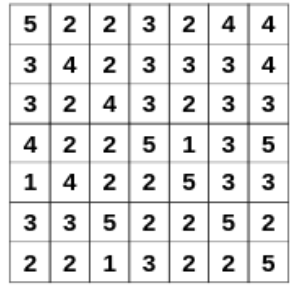 5 2 2 3 2 4 4
3 4 2 3 3 3 4
3 2 4 3 2 3 3
4 2 2 5 1 3 5
1 4 2 2 5 3 3
3 3 5 2 2 5 2
2 2 1 3 2 2 5